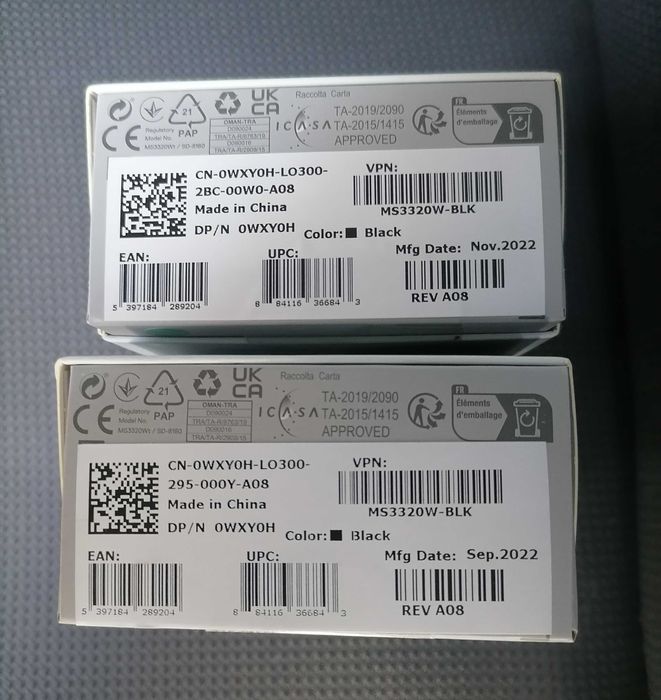 UK
CA
Raccolta Carta
21
PAP
CE
Regulatory
Model No.
MS3320Wt / SD-8160
OMAN-TRA
D090024
TRA/TA-R/8763/19
D090016
TRA/TA-R/2909/15
ICASA
TA-2019/2090
TA-2015/1415
APPROVED
FR
Éléments
d'emballage
CN-0WXY0H-LO300-
2BC-00W0-A08
Made in China
DP/N 0WXY0H
VPN:
MS3320W-BLK
Color: Black
Mfg Date: Nov.2022
EAN:
5 397184 289204
UPC:
8 84116 36684 3
REV A08
UK
CA
Raccolta Carta
21
PAP
CE
Regulatory
Model No.
MS3320Wt / SD-8160
OMAN-TRA
D090024
TRA/TA-R/8763/19
D090016
TRA/TA-R/2909/15
ICASA
TA-2019/2090
TA-2015/1415
APPROVED
FR
Éléments
d'emballage
CN-0WXY0H-LO300-
295-000Y-A08
Made in China
DP/N 0WXY0H
VPN:
MS3320W-BLK
Color: Black
Mfg Date: Sep.2022
EAN:
5 397184 289204
UPC:
8 84116 36684 3
REV A08